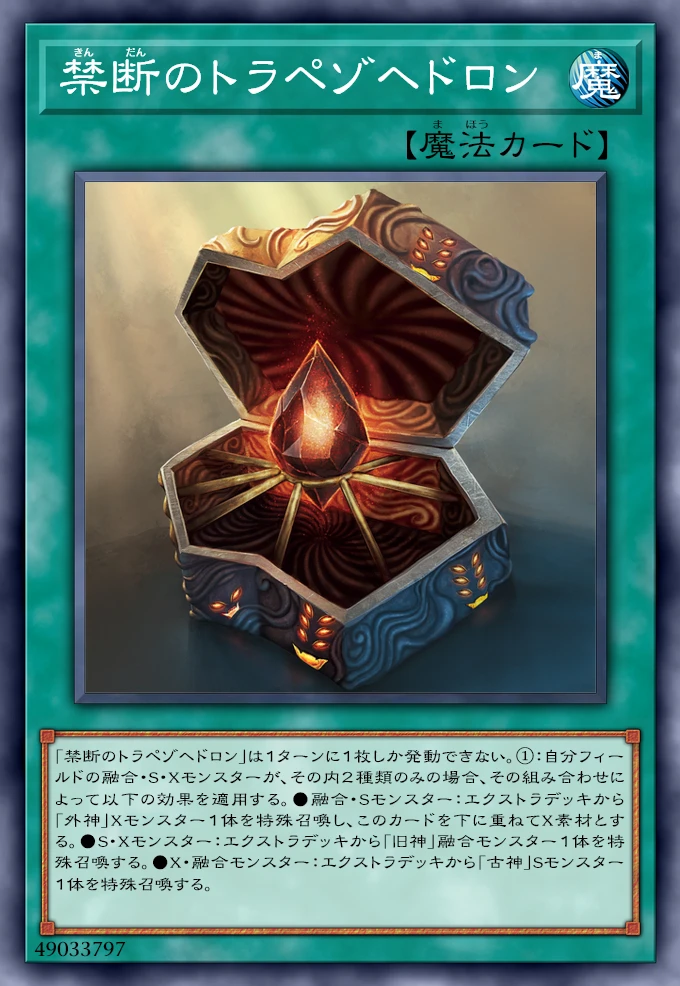 禁断のトラペゾヘドロン 魔
【魔法カード】
「禁断のトラペゾヘドロン」は1ターンに1枚しか発動できない。①:自分フィー
ルドの融合・S・Xモンスターが、その内2種類のみの場合、その組み合わせに
よって以下の効果を適用する。●融合・Sモンスター:エクストラデッキから
「外神」Xモンスター1体を特殊召喚し、このカードを下に重ねてX素材とす
る。●S・Xモンスター:エクストラデッキから「旧神」融合モンスター1体を特
殊召喚する。●X・融合モンスター:エクストラデッキから「古神」Sモンスター
1体を特殊召喚する。
49033797